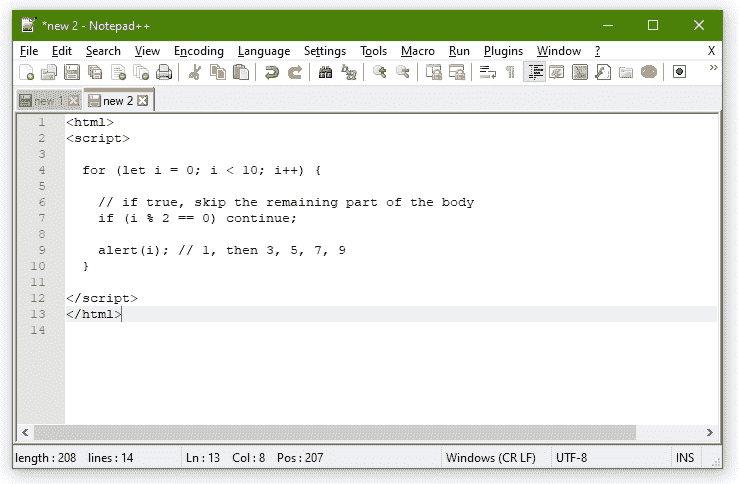 *new 2 - Notepad++
File Edit Search View Encoding Language Settings Tools Macro Run Plugins Window ? X
new 1 new 2
1 <html>
2 <script>
3
4 for (let i = 0; i < 10; i++) {
5
6 // if true, skip the remaining part of the body
7 if (i % 2 == 0) continue;
8
9 alert(i); // 1, then 3, 5, 7, 9
10 }
11
12 </script>
13 </html>
14
length : 208 lines : 14 Ln : 13 Col : 8 Pos : 207 Windows (CR LF) UTF-8 INS